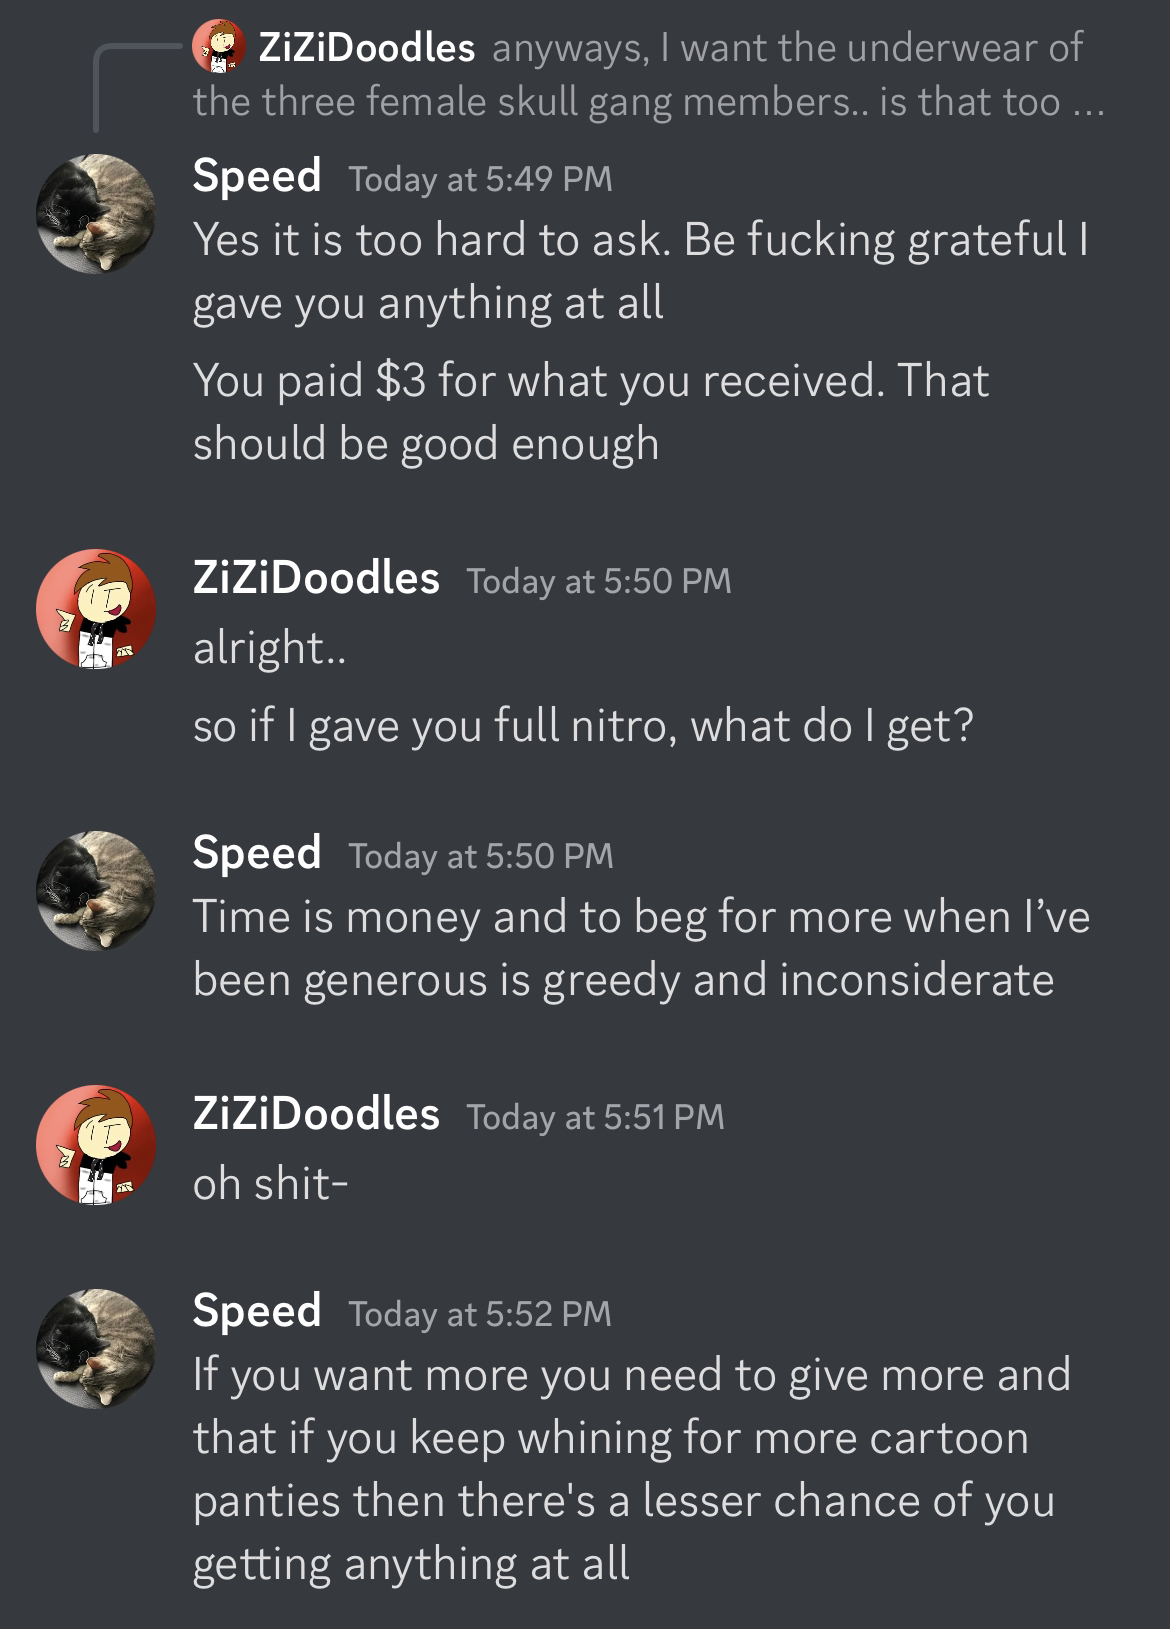 ZiZiDoodles anyways, I want the underwear of
the three female skull gang members.. is that too ...
Speed Today at 5:49 PM
Yes it is too hard to ask. Be fucking grateful I
gave you anything at all
You paid $3 for what you received. That
should be good enough
ZiZiDoodles Today at 5:50 PM
alright..
so if I gave you full nitro, what do I get?
Speed Today at 5:50 PM
Time is money and to beg for more when I’ve
been generous is greedy and inconsiderate
ZiZiDoodles Today at 5:51 PM
oh shit-
Speed Today at 5:52 PM
If you want more you need to give more and
that if you keep whining for more cartoon
panties then there's a lesser chance of you
getting anything at all